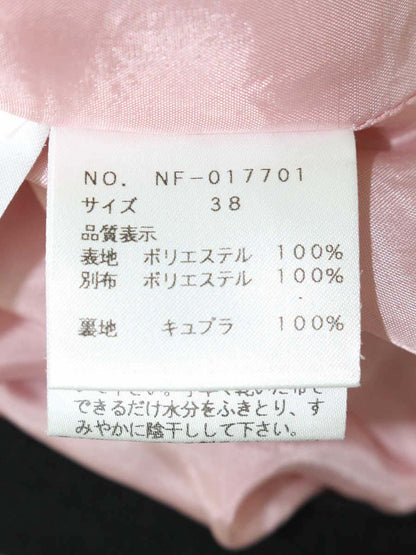 NO. NF-017701
サイズ 38
品質表示
表地 ポリエステル 100%
別布 ポリエステル 100%
裏地 キュプラ 100%
できるだけ水分をふきとり、す
みやかに陰干しして下さい。